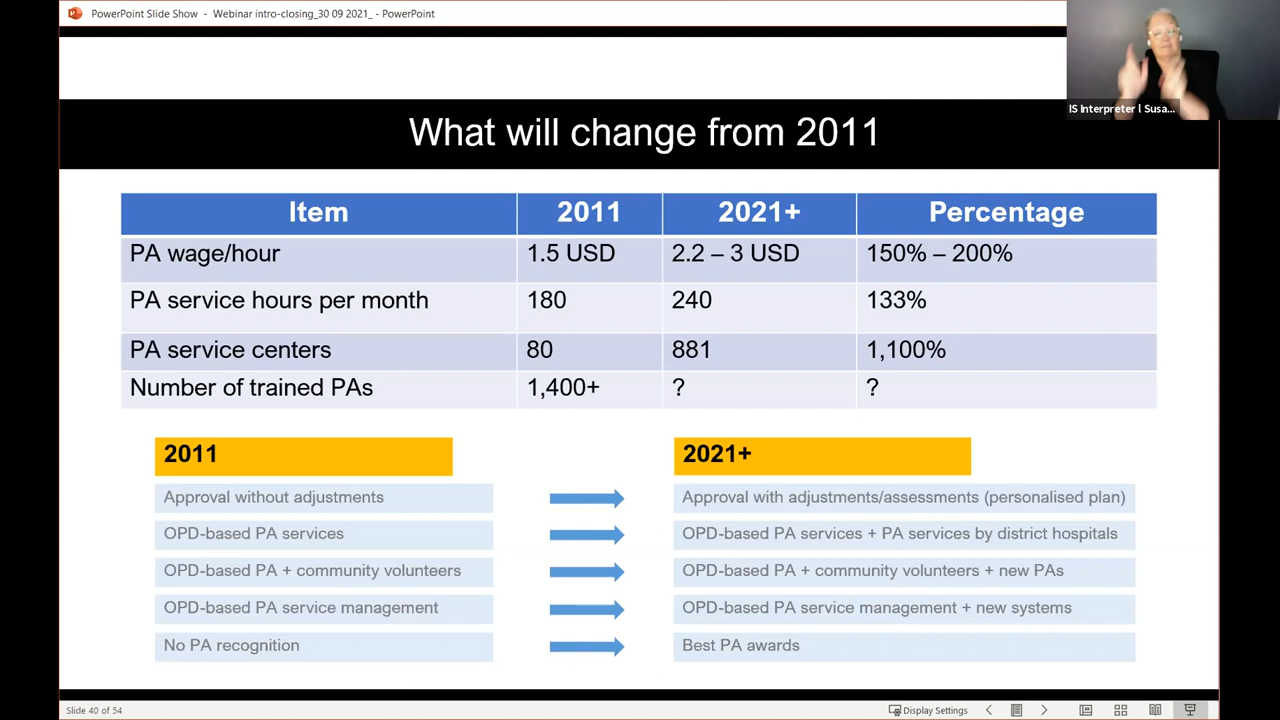 PowerPoint Slide Show - Webinar intro-closing_30 09 2021_ - PowerPoint
IS Interpreter l Susa...
What will change from 2011
Item 2011 2021+ Percentage
PA wage/hour 1.5 USD 2.2 – 3 USD 150% – 200%
PA service hours per month 180 240 133%
PA service centers 80 881 1,100%
Number of trained PAs 1,400+ ? ?
2011 2021+
Approval without adjustments Approval with adjustments/assessments (personalised plan)
OPD-based PA services OPD-based PA services + PA services by district hospitals
OPD-based PA + community volunteers OPD-based PA + community volunteers + new PAs
OPD-based PA service management OPD-based PA service management + new systems
No PA recognition Best PA awards
Slide 40 of 54 Display Settings